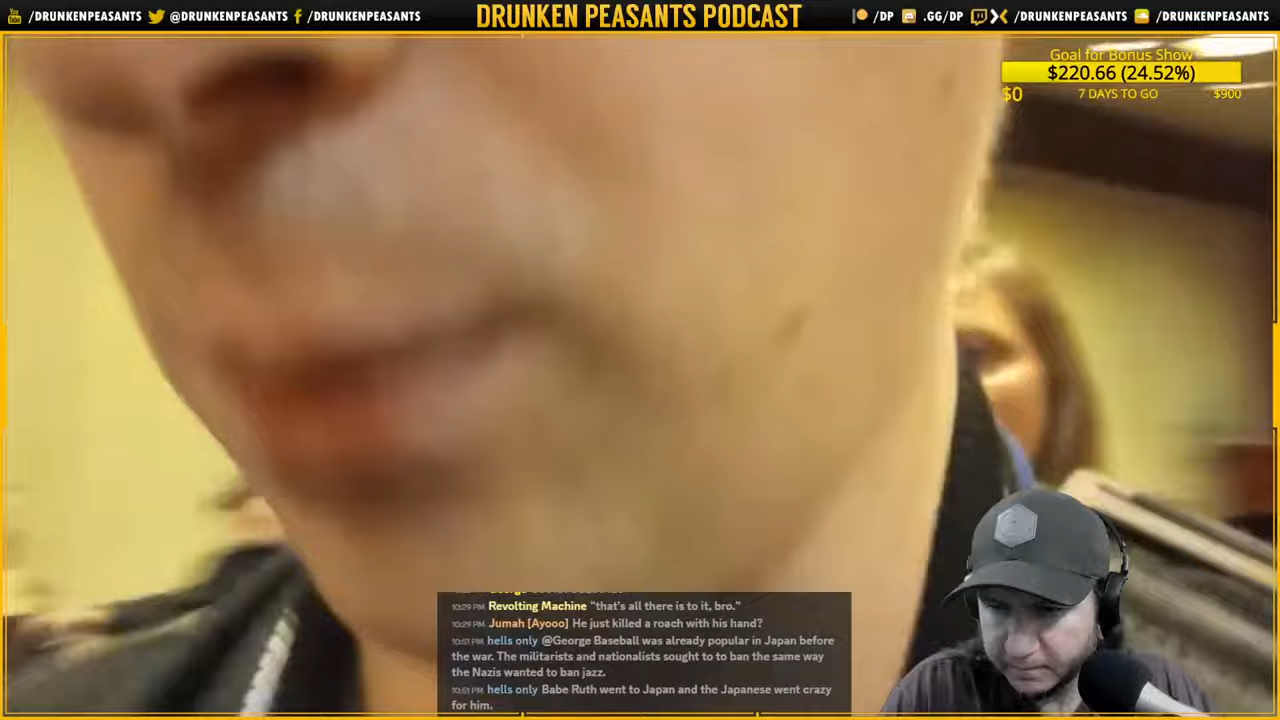 /DRUNKENPEASANTS @DRUNKENPEASANTS /DRUNKENPEASANTS DRUNKEN PEASANTS PODCAST /DP .GG/DP /DRUNKENPEASANTS /DRUNKENPEASANTS
Goal for Bonus Show
$220.66 (24.52%)
$0 7 DAYS TO GO $900
10:29 PM Revolting Machine "that's all there is to it, bro."
10:29 PM Jumah [Ayooo] He just killed a roach with his hand?
10:51 PM hells only @George Baseball was already popular in Japan before
the war. The militarists and nationalists sought to to ban the same way
the Nazis wanted to ban jazz.
10:51 PM hells only Babe Ruth went to Japan and the Japanese went crazy
for him.